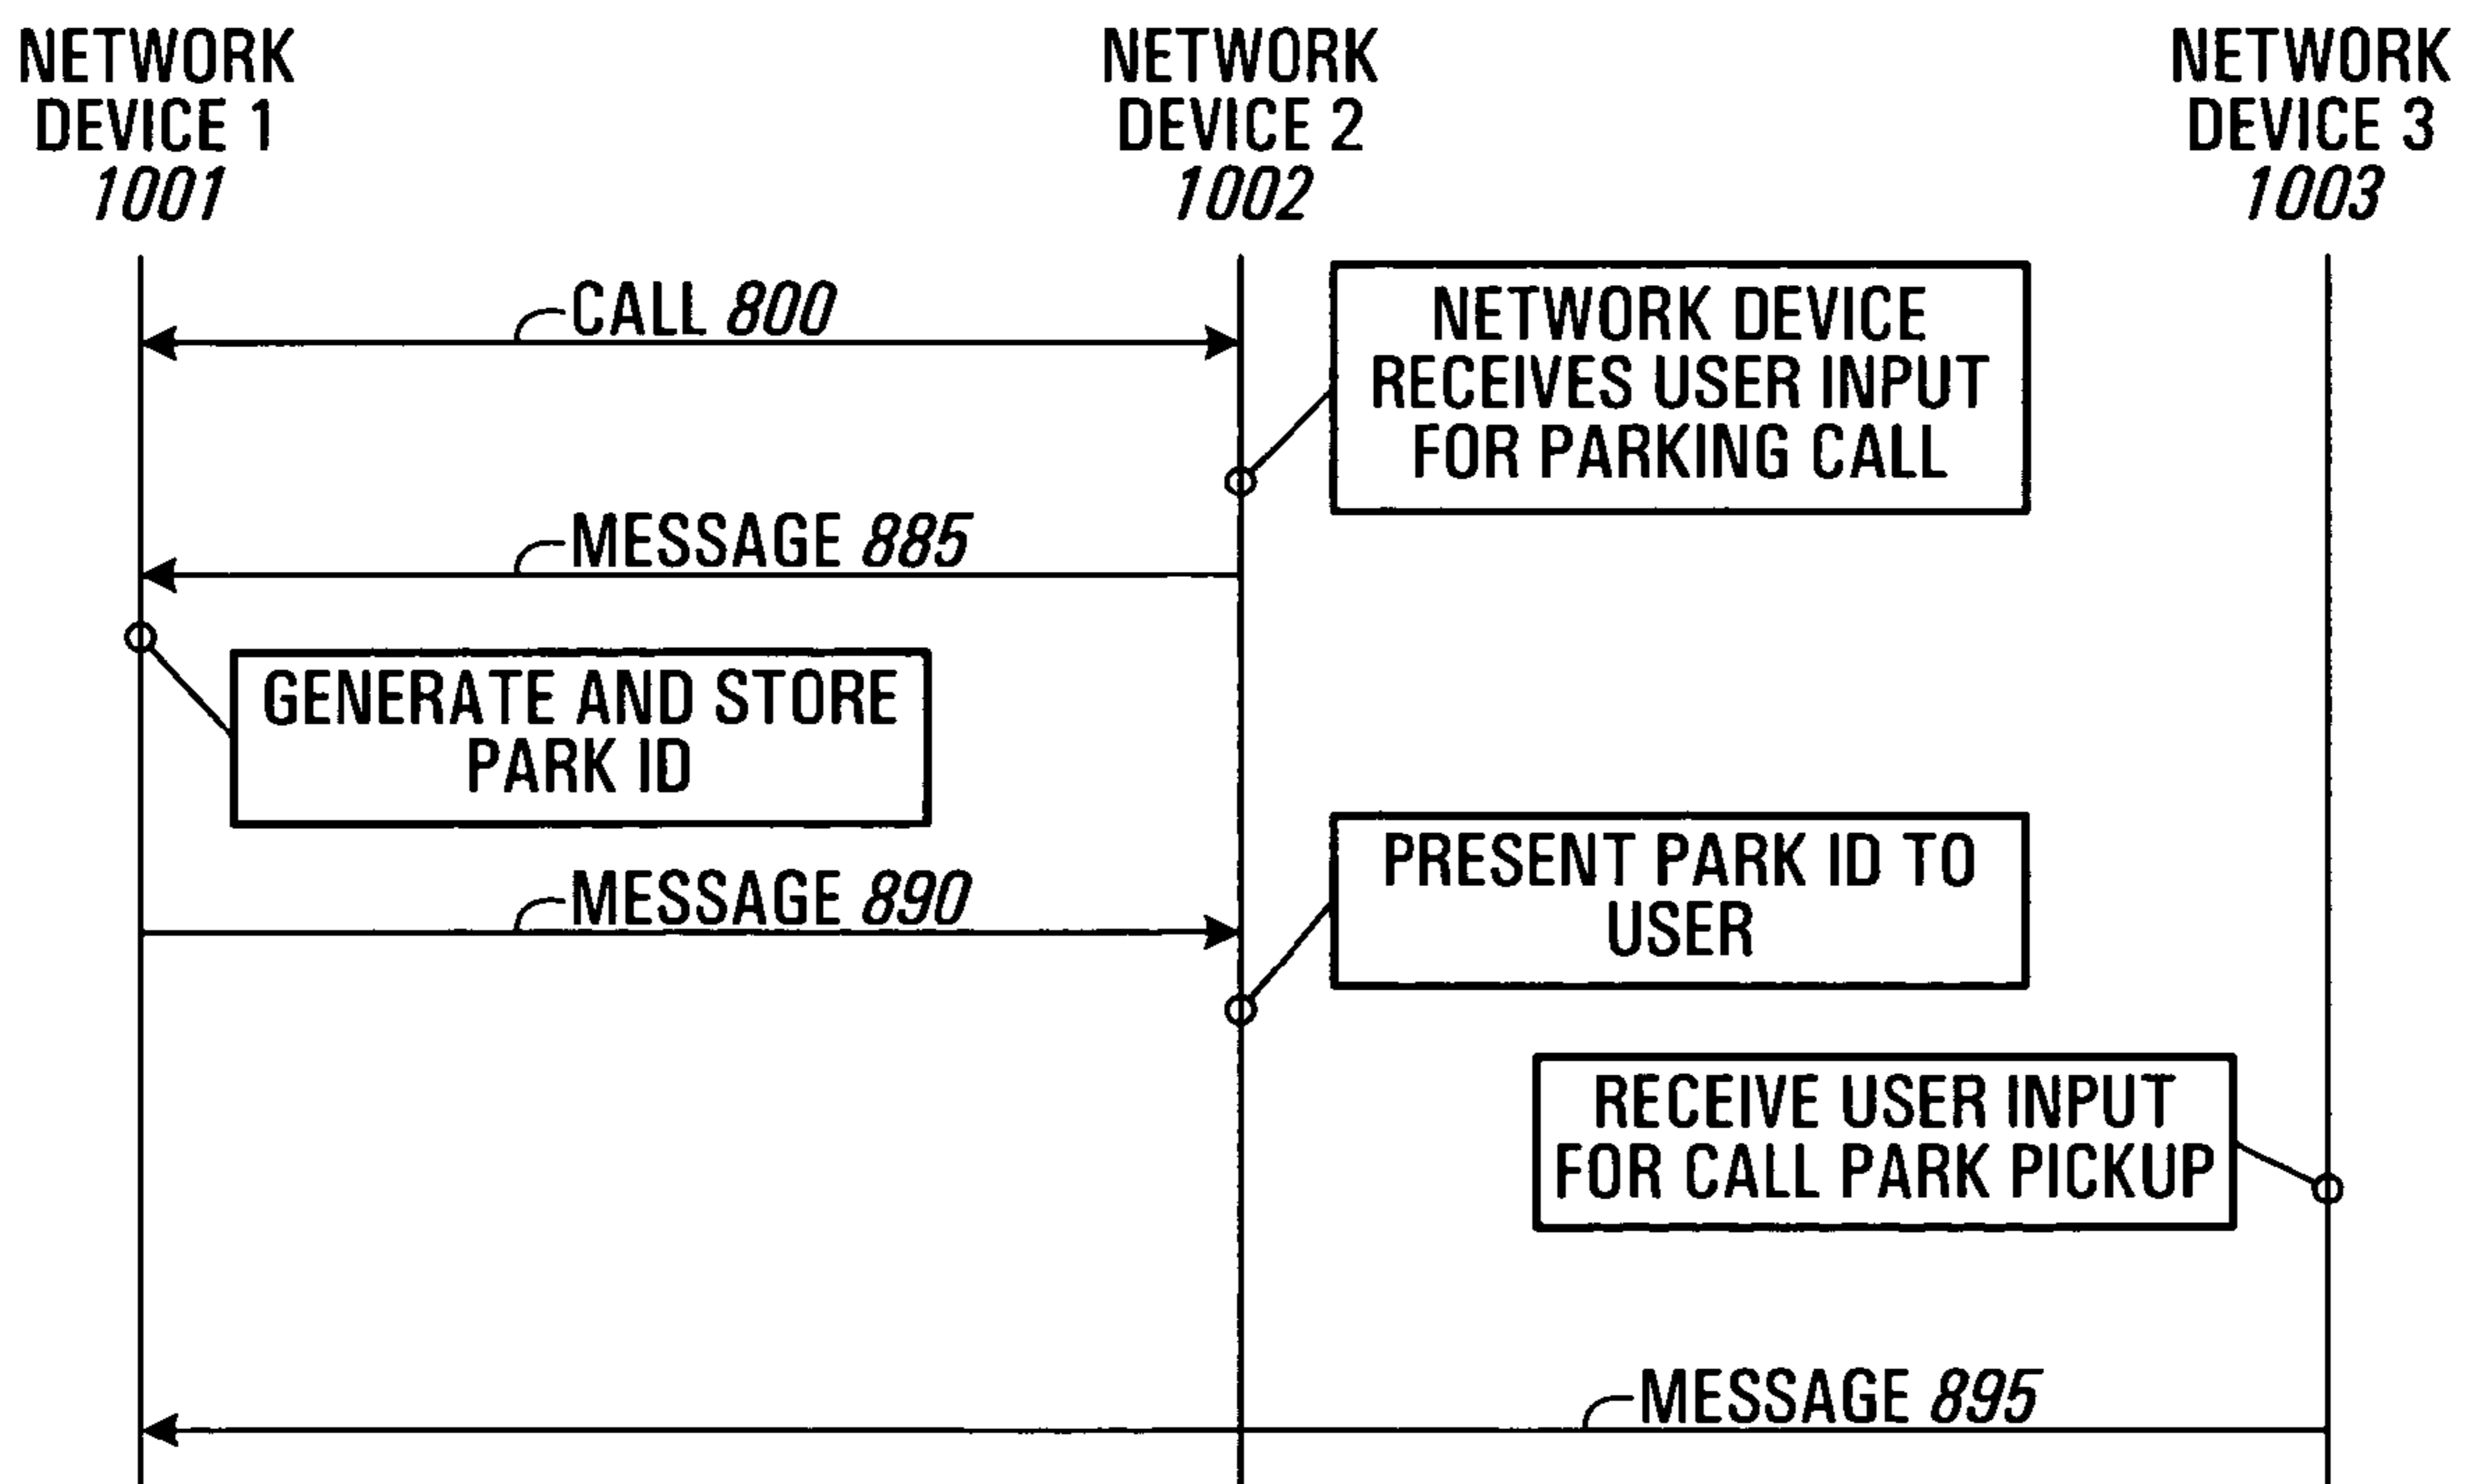 NETWORK
DEVICE 1
1001
NETWORK
DEVICE 2
1002
NETWORK
DEVICE 3
1003
CALL 800
NETWORK DEVICE
RECEIVES USER INPUT
FOR PARKING CALL
MESSAGE 885
GENERATE AND STORE
PARK ID
MESSAGE 890
PRESENT PARK ID TO
USER
RECEIVE USER INPUT
FOR CALL PARK PICKUP
MESSAGE 895